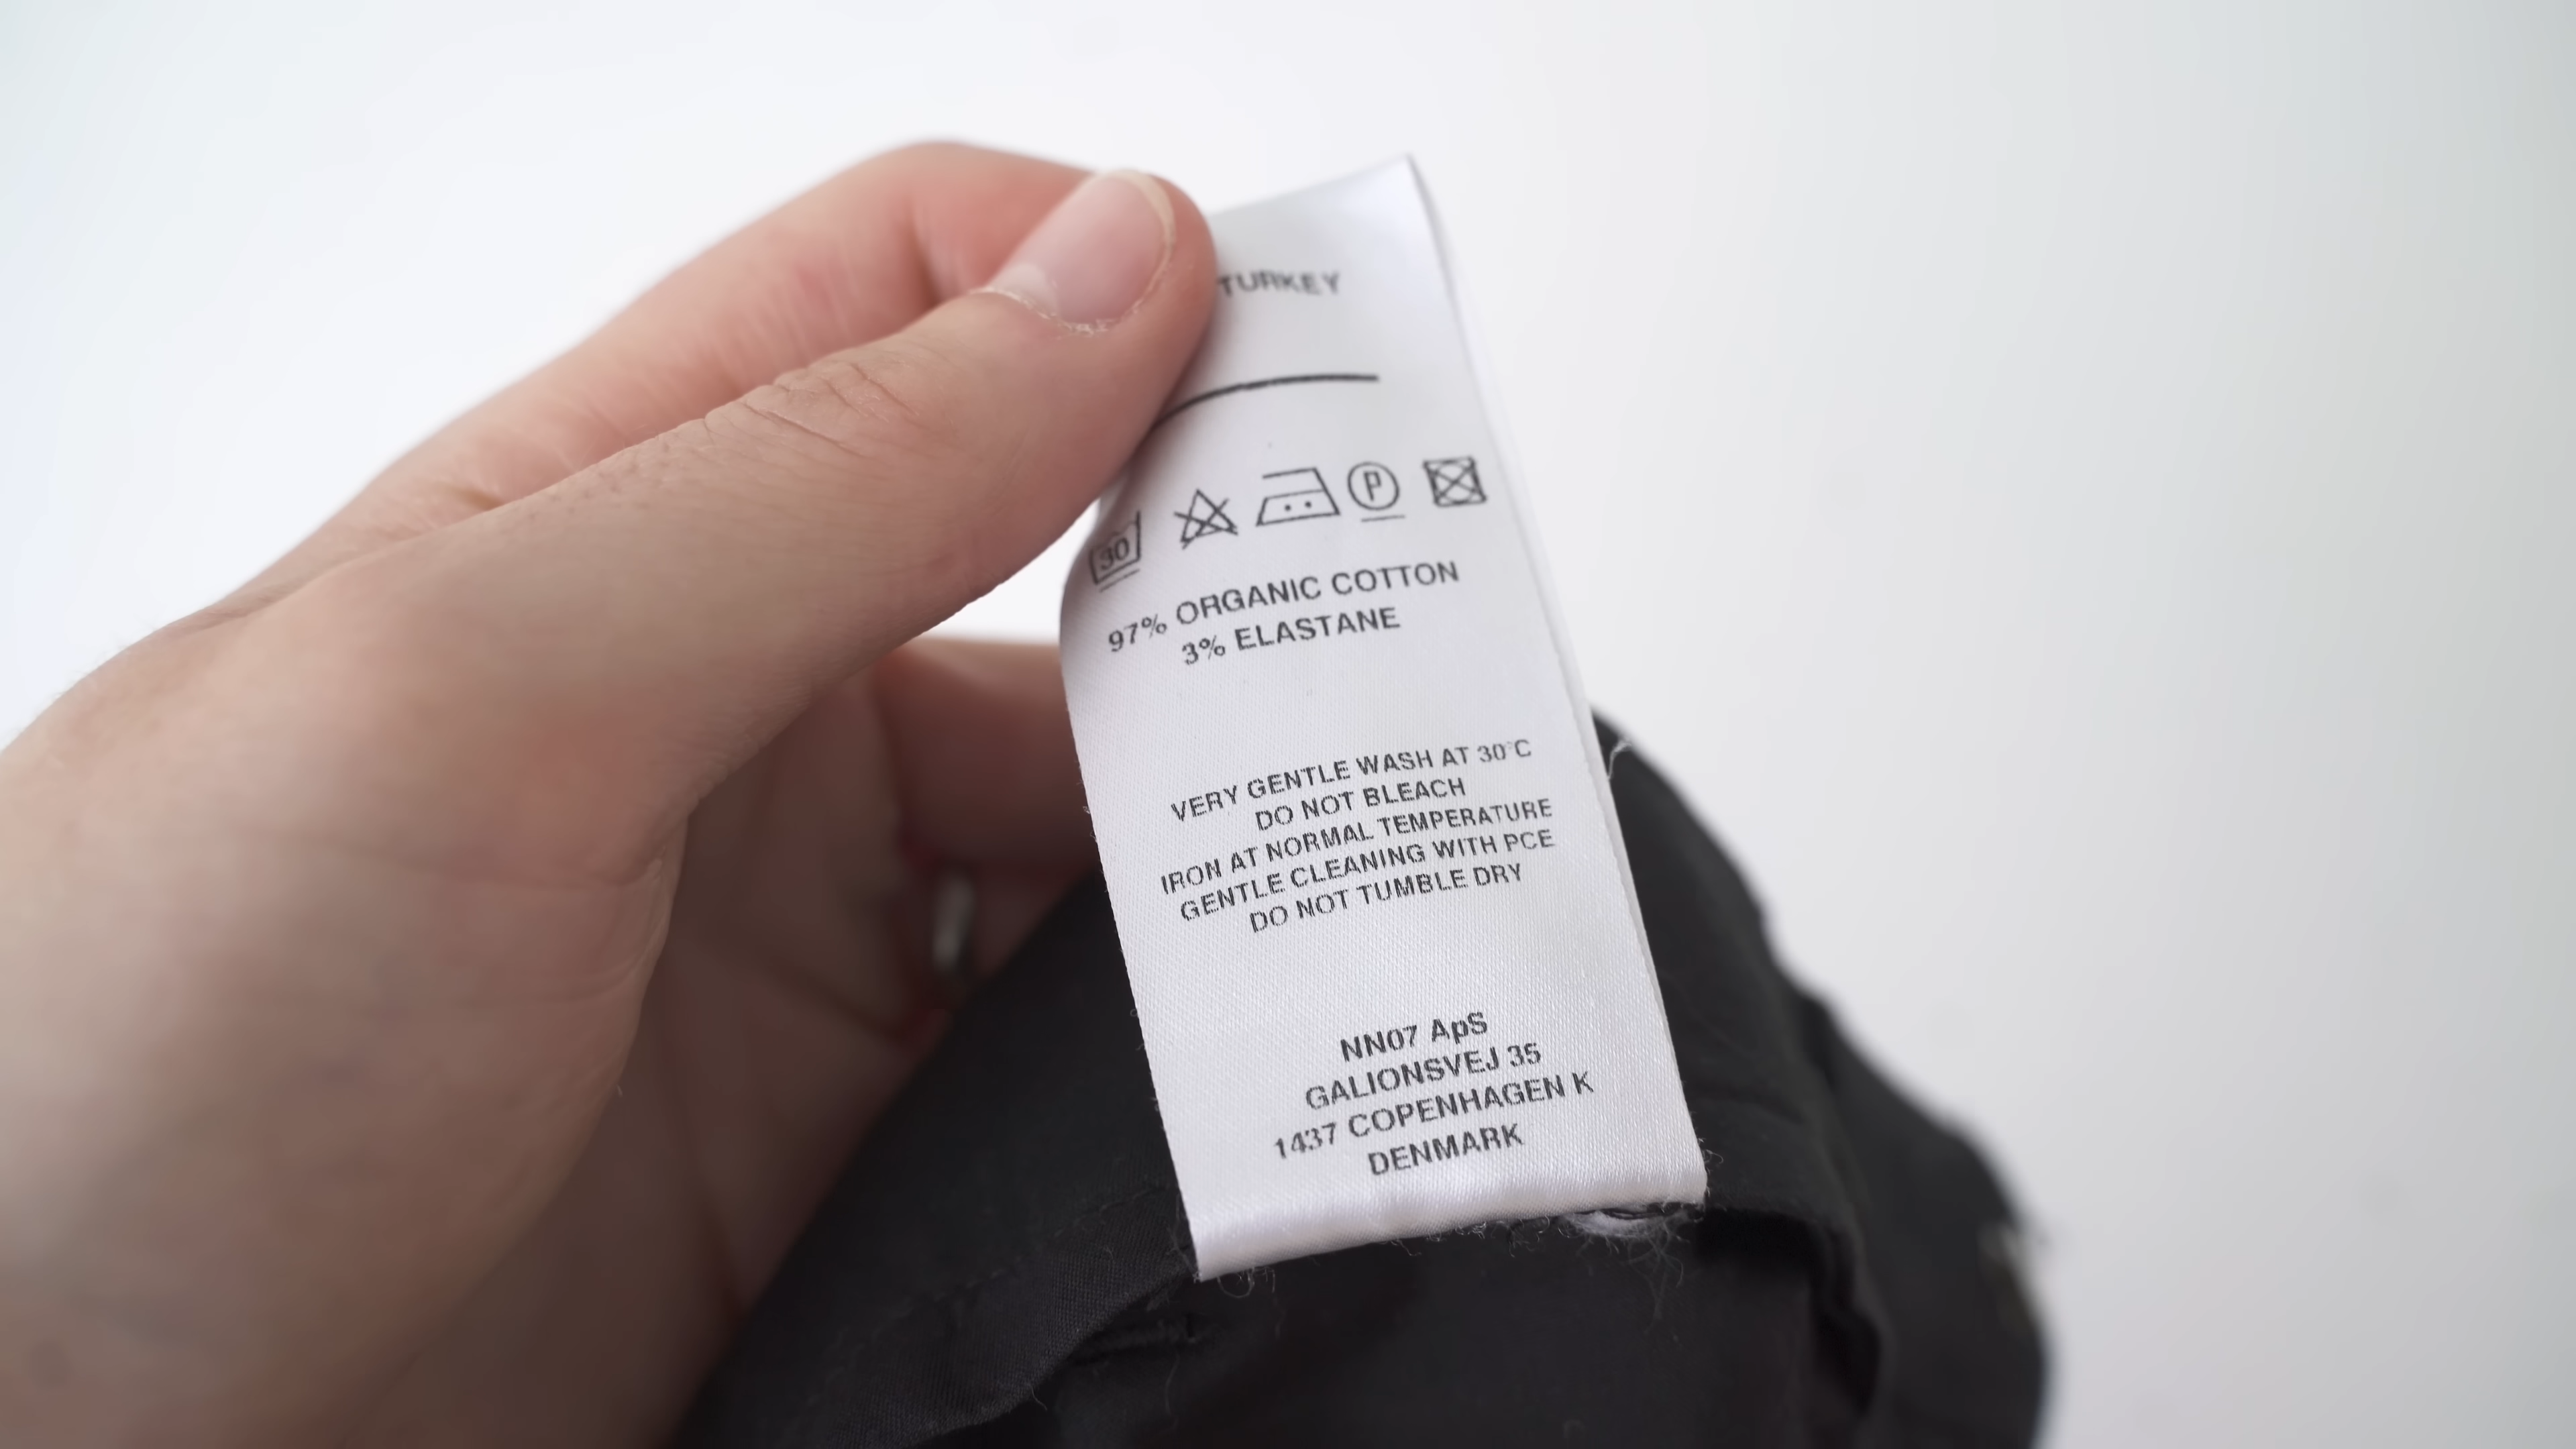 TURKEY
30
P
97% ORGANIC COTTON
3% ELASTANE
VERY GENTLE WASH AT 30°C
DO NOT BLEACH
IRON AT NORMAL TEMPERATURE
GENTLE CLEANING WITH PCE
DO NOT TUMBLE DRY
NN07 ApS
GALIONSVEJ 35
1437 COPENHAGEN K
DENMARK